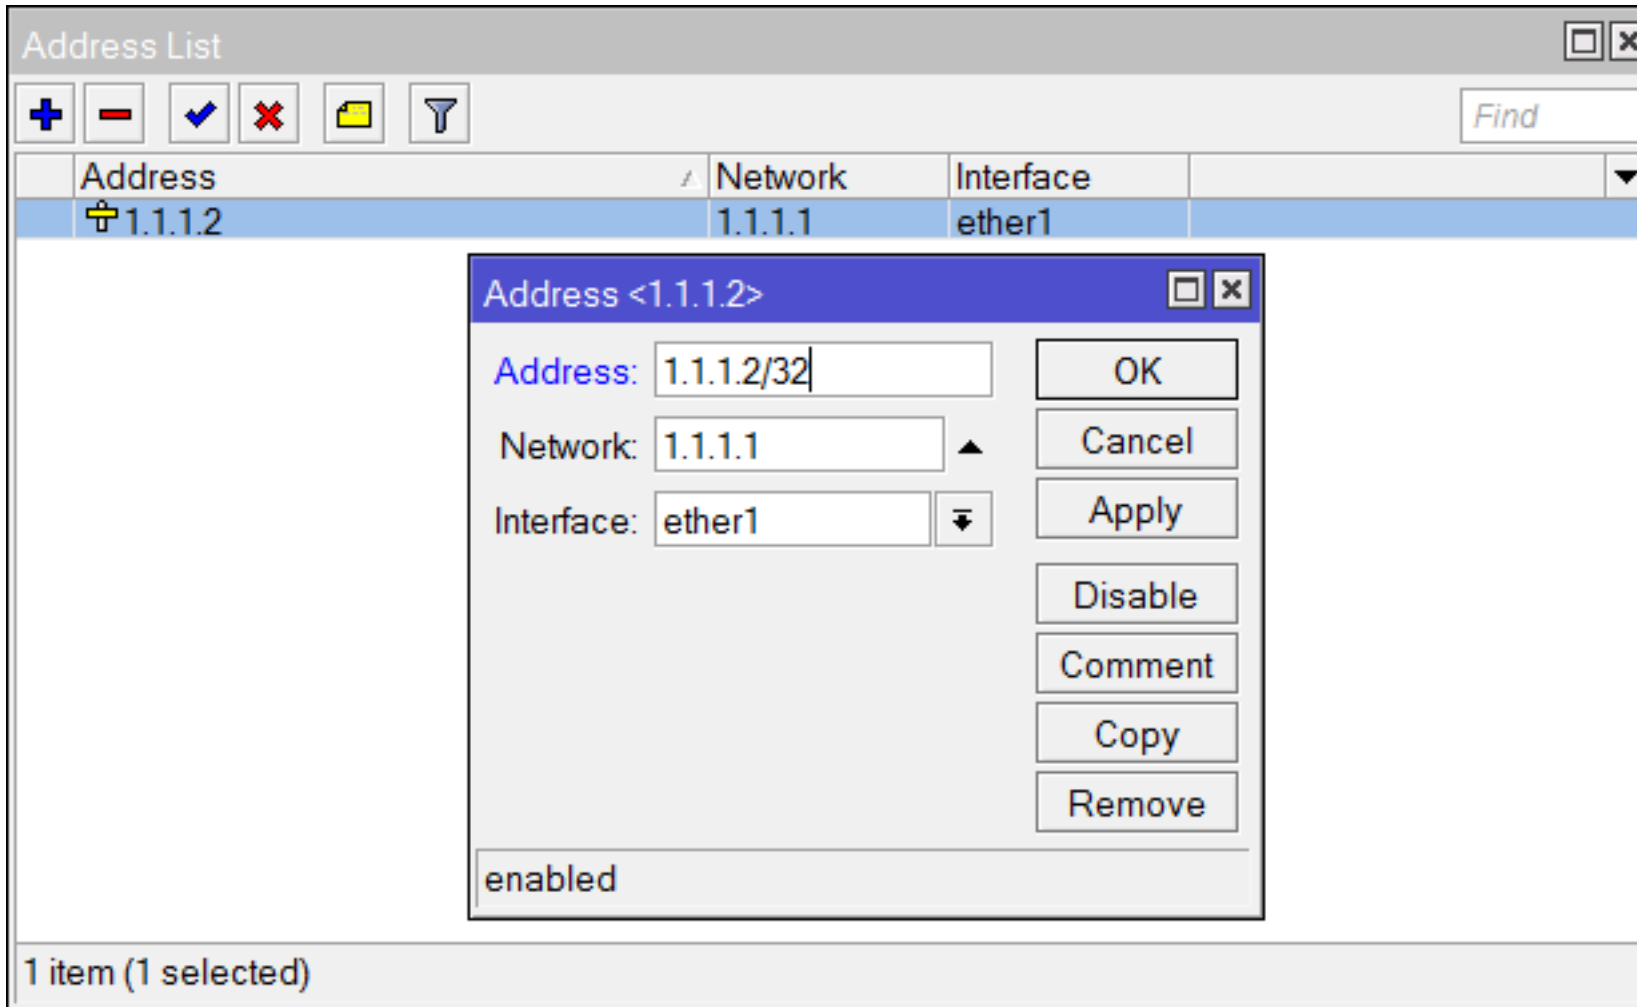 Address List
Find
Address Network Interface
1.1.1.2 1.1.1.1 ether1
Address <1.1.1.2>
Address: 1.1.1.2/32 OK
Network: 1.1.1.1 Cancel
Interface: ether1 Apply
Disable
Comment
Copy
Remove
enabled
1 item (1 selected)